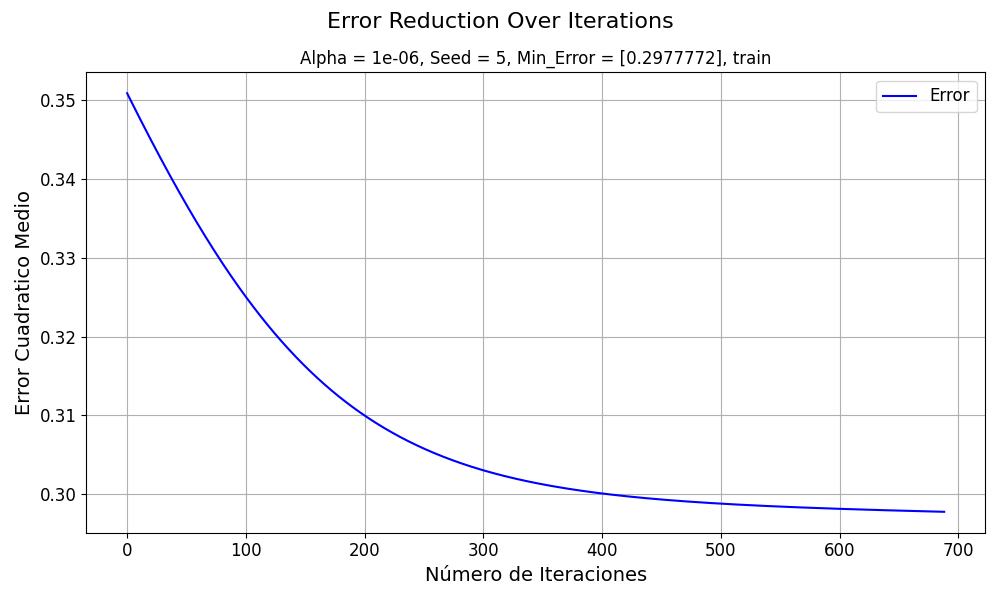 Error Reduction Over Iterations
Alpha = 1e-06, Seed = 5, Min_Error = [0.2977772], train
Error
Error Cuadratico Medio
0.35
0.34
0.33
0.32
0.31
0.30
0 100 200 300 400 500 600 700
Número de Iteraciones